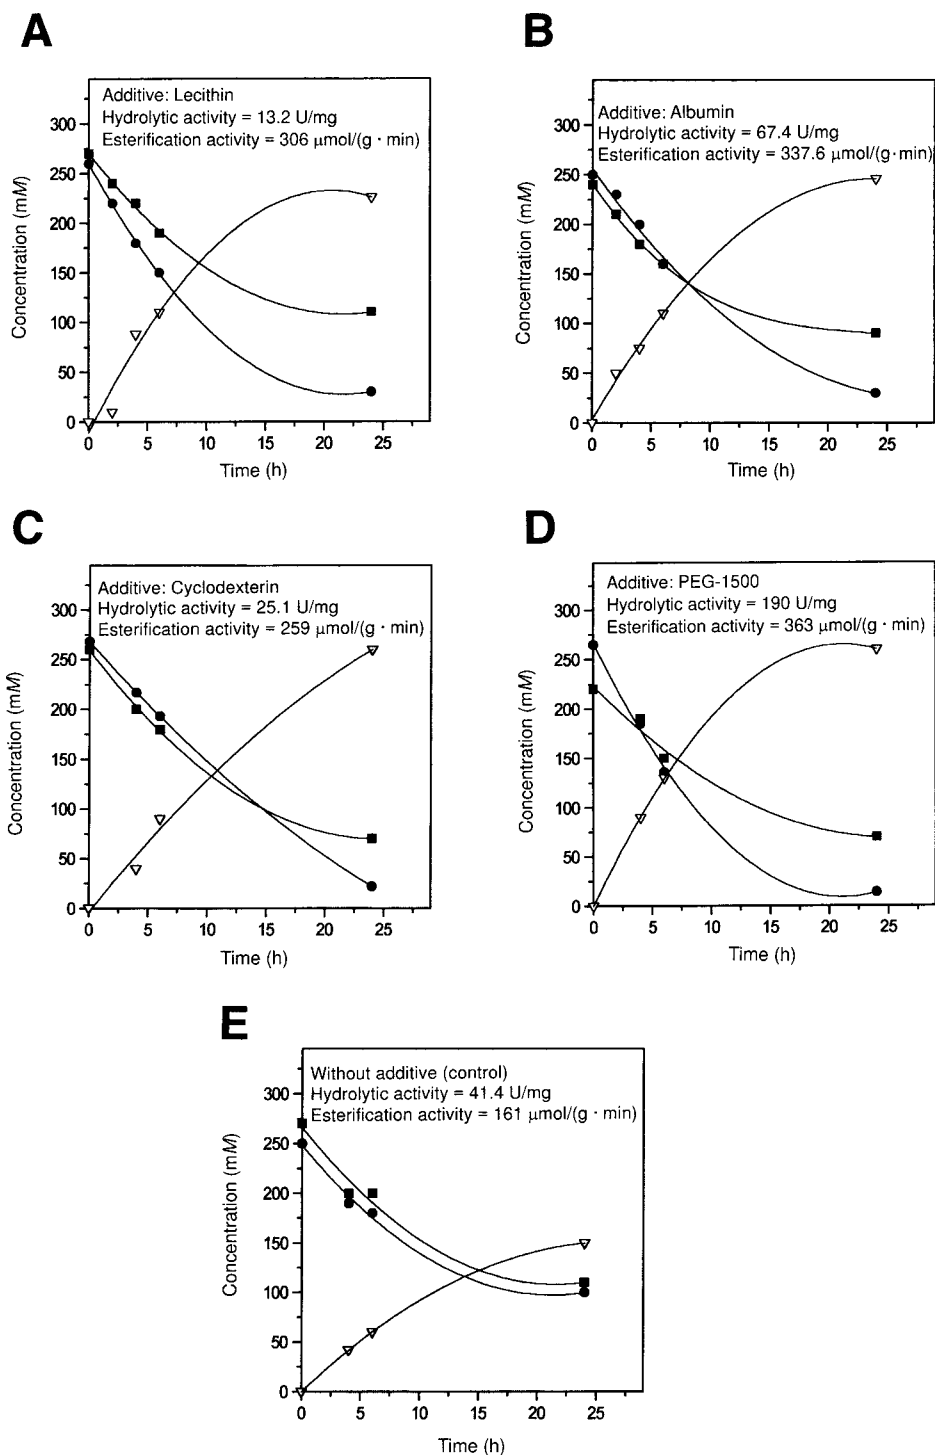 A
Additive: Lecithin
Hydrolytic activity = 13.2 U/mg
Esterification activity = 306 μmol/(g · min)
Concentration (mM)
300
250
200
150
100
50
0
0 5 10 15 20 25
Time (h)
B
Additive: Albumin
Hydrolytic activity = 67.4 U/mg
Esterification activity = 337.6 μmol/(g·min)
Concentration (mM)
300
250
200
150
100
50
0
0 5 10 15 20 25
Time (h)
C
Additive: Cyclodexterin
Hydrolytic activity = 25.1 U/mg
Esterification activity = 259 μmol/(g · min)
Concentration (mM)
300
250
200
150
100
50
0
0 5 10 15 20 25
Time (h)
D
Additive: PEG-1500
Hydrolytic activity = 190 U/mg
Esterification activity = 363 μmol/(g · min)
Concentration (mM)
300
250
200
150
100
50
0
0 5 10 15 20 25
Time (h)
E
Without additive (control)
Hydrolytic activity = 41.4 U/mg
Esterification activity = 161 μmol/(g · min)
Concentration (mM)
300
250
200
150
100
50
0
0 5 10 15 20 25
Time (h)